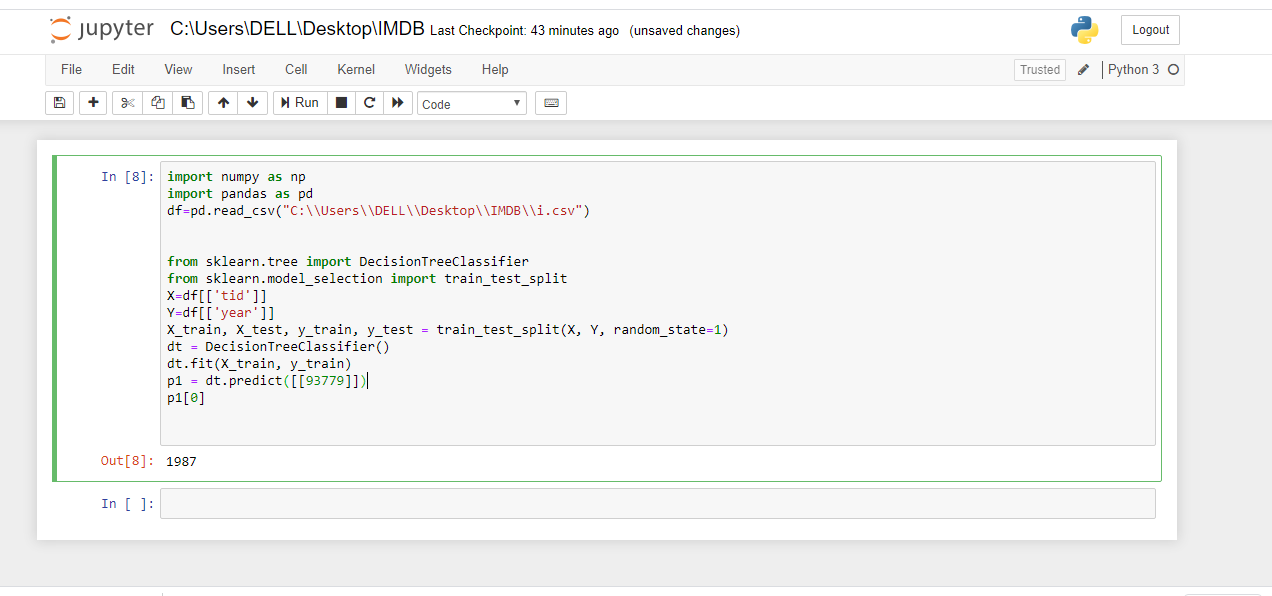 jupyter C:\Users\DELL\Desktop\IMDB Last Checkpoint: 43 minutes ago (unsaved changes) Logout
File Edit View Insert Cell Kernel Widgets Help Trusted Python 3
Run Code
In [8]: import numpy as np
import pandas as pd
df=pd.read_csv("C:\\Users\\DELL\\Desktop\\IMDB\\i.csv")
from sklearn.tree import DecisionTreeClassifier
from sklearn.model_selection import train_test_split
X=df[['tid']]
Y=df[['year']]
X_train, X_test, y_train, y_test = train_test_split(X, Y, random_state=1)
dt = DecisionTreeClassifier()
dt.fit(X_train, y_train)
p1 = dt.predict([[93779]])
p1[0]
Out[8]: 1987
In [ ]: